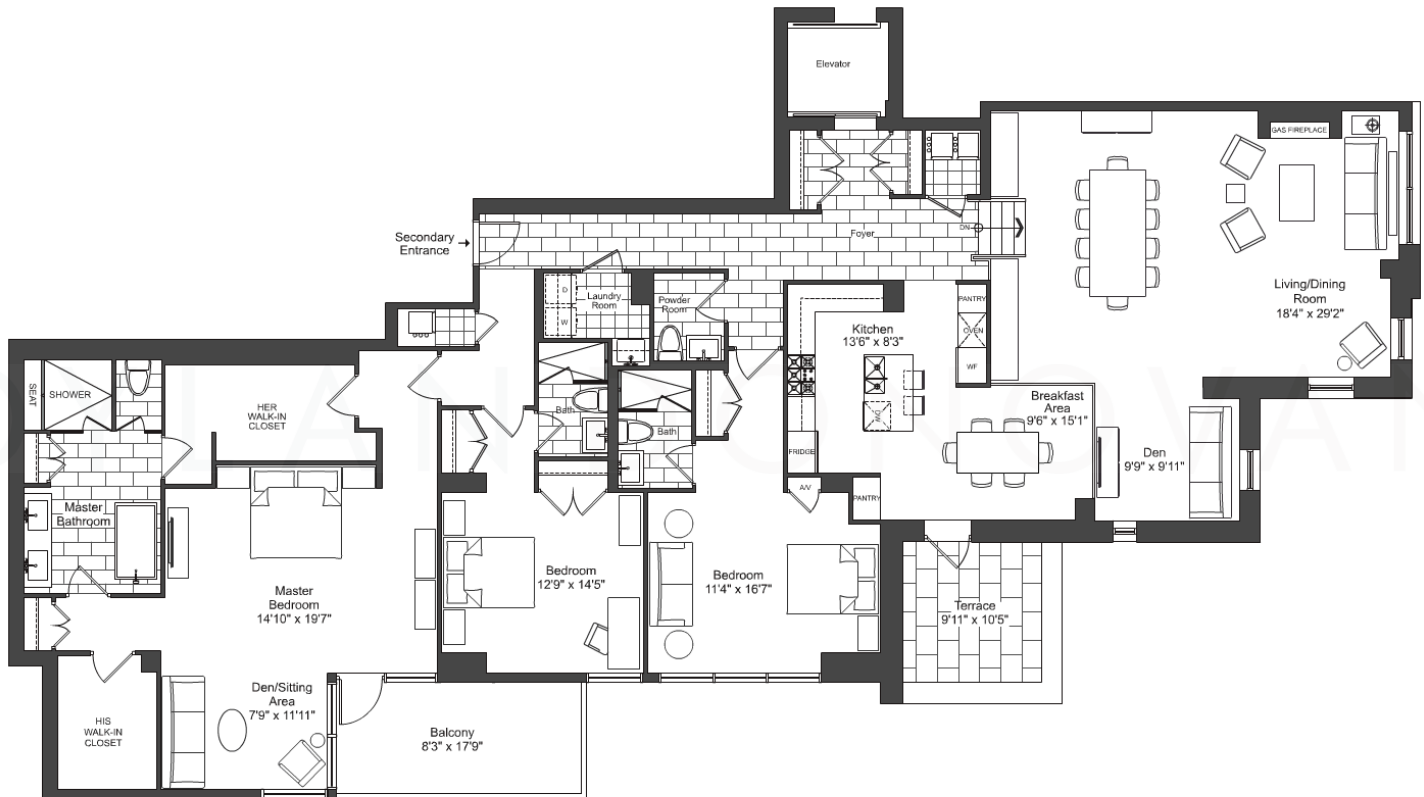 Elevator
GAS FIREPLACE
Secondary
Entrance
Foyer
DN
Living/Dining
Room
18'4" x 29'2"
D
W
Laundry
Room
Powder
Room
Kitchen
13'6" x 8'3"
PANTRY
OVEN
WF
D/W
FRIDGE
Breakfast
Area
9'6" x 15'1"
Den
9'9" x 9'11"
SEAT
SHOWER
HER
WALK-IN
CLOSET
Bath
Bath
A/V
PANTRY
Master
Bathroom
Master
Bedroom
14'10" x 19'7"
Bedroom
12'9" x 14'5"
Bedroom
11'4" x 16'7"
Terrace
9'11" x 10'5"
Den/Sitting
Area
7'9" x 11'11"
HIS
WALK-IN
CLOSET
Balcony
8'3" x 17'9"